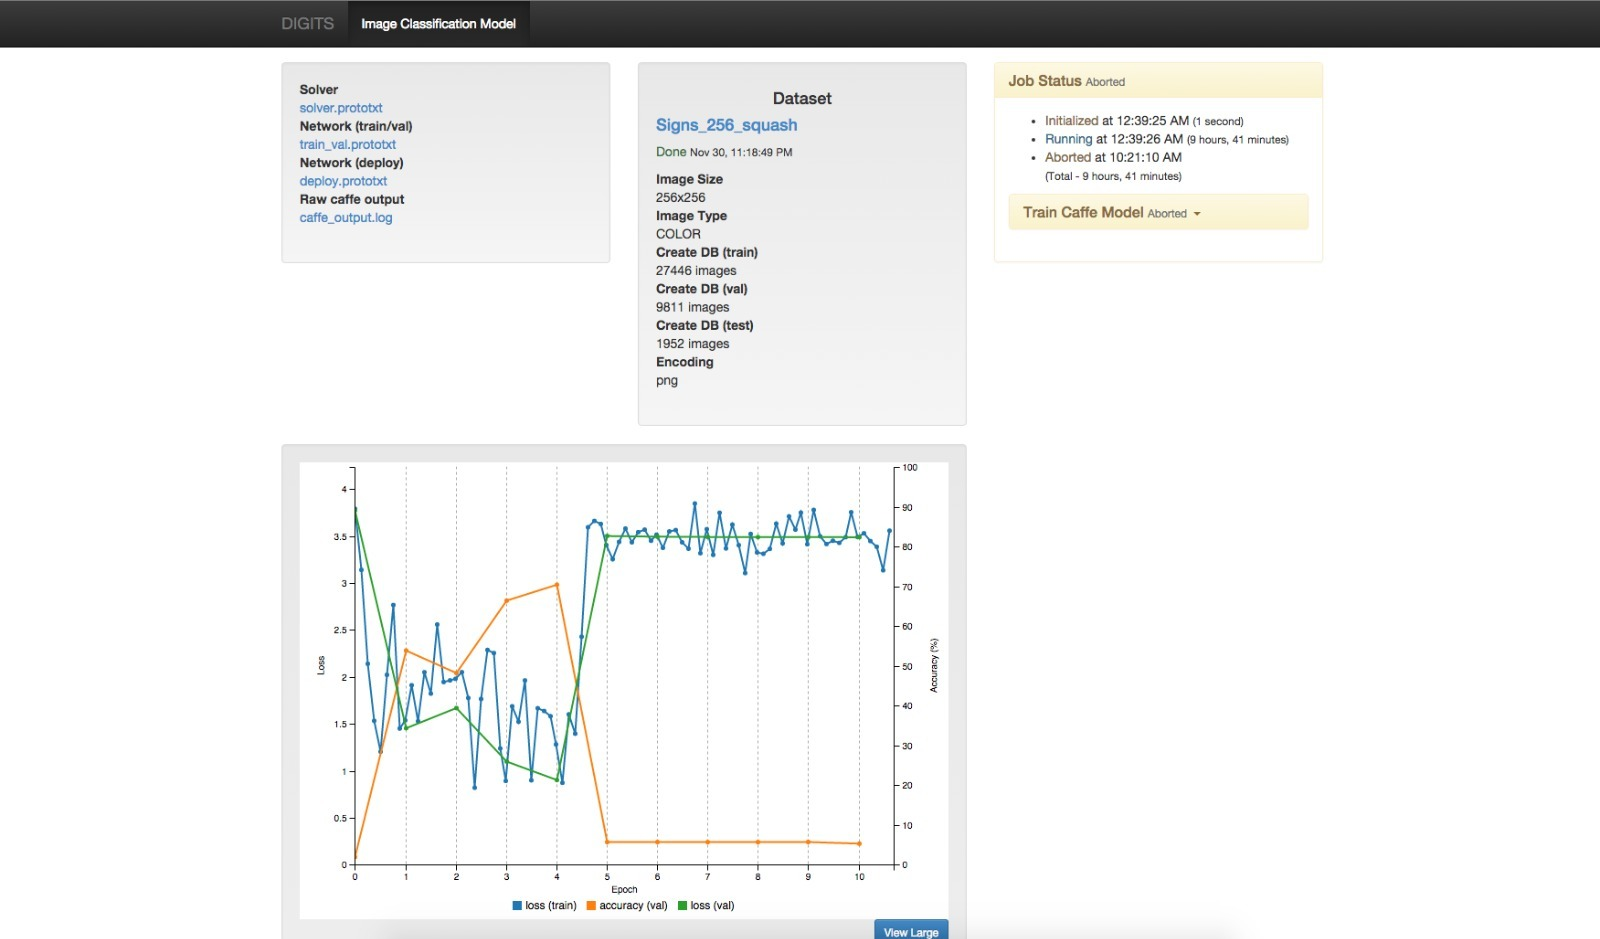 DIGITS
Image Classification Model
Solver
solver.prototxt
Network (train/val)
train_val.prototxt
Network (deploy)
deploy.prototxt
Raw caffe output
caffe_output.log
Dataset
Signs_256_squash
Done Nov 30, 11:18:49 PM
Image Size
256x256
Image Type
COLOR
Create DB (train)
27446 images
Create DB (val)
9811 images
Create DB (test)
1952 images
Encoding
png
Job Status Aborted
Initialized at 12:39:25 AM (1 second)
Running at 12:39:26 AM (9 hours, 41 minutes)
Aborted at 10:21:10 AM
(Total - 9 hours, 41 minutes)
Train Caffe Model Aborted
4
3.5
3
2.5
2
1.5
1
0.5
0
Loss
0 1 2 3 4 5 6 7 8 9 10
Epoch
100
90
80
70
60
50
40
30
20
10
0
Accuracy (%)
loss (train) accuracy (val) loss (val)
View Large